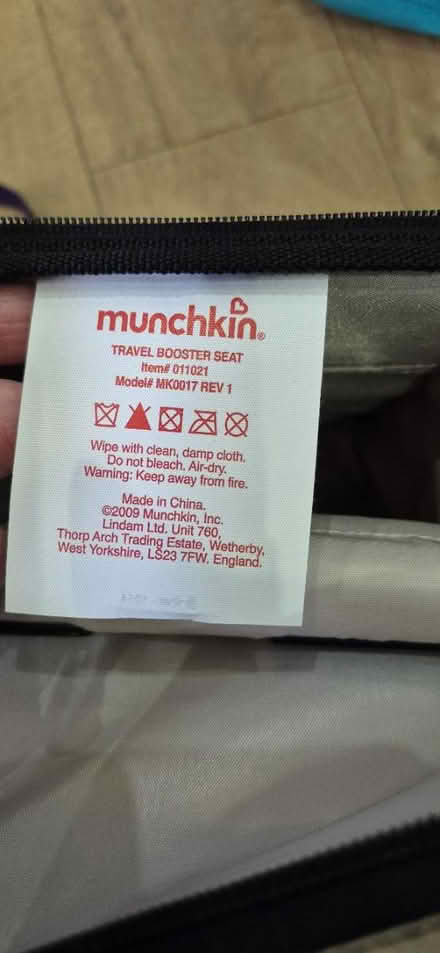 munchkin®
TRAVEL BOOSTER SEAT
Item# 011021
Model# MK0017 REV 1
Wipe with clean, damp cloth.
Do not bleach. Air-dry.
Warning: Keep away from fire.
Made in China.
©2009 Munchkin, Inc.
Lindam Ltd. Unit 760,
Thorp Arch Trading Estate, Wetherby,
West Yorkshire, LS23 7FW. England.